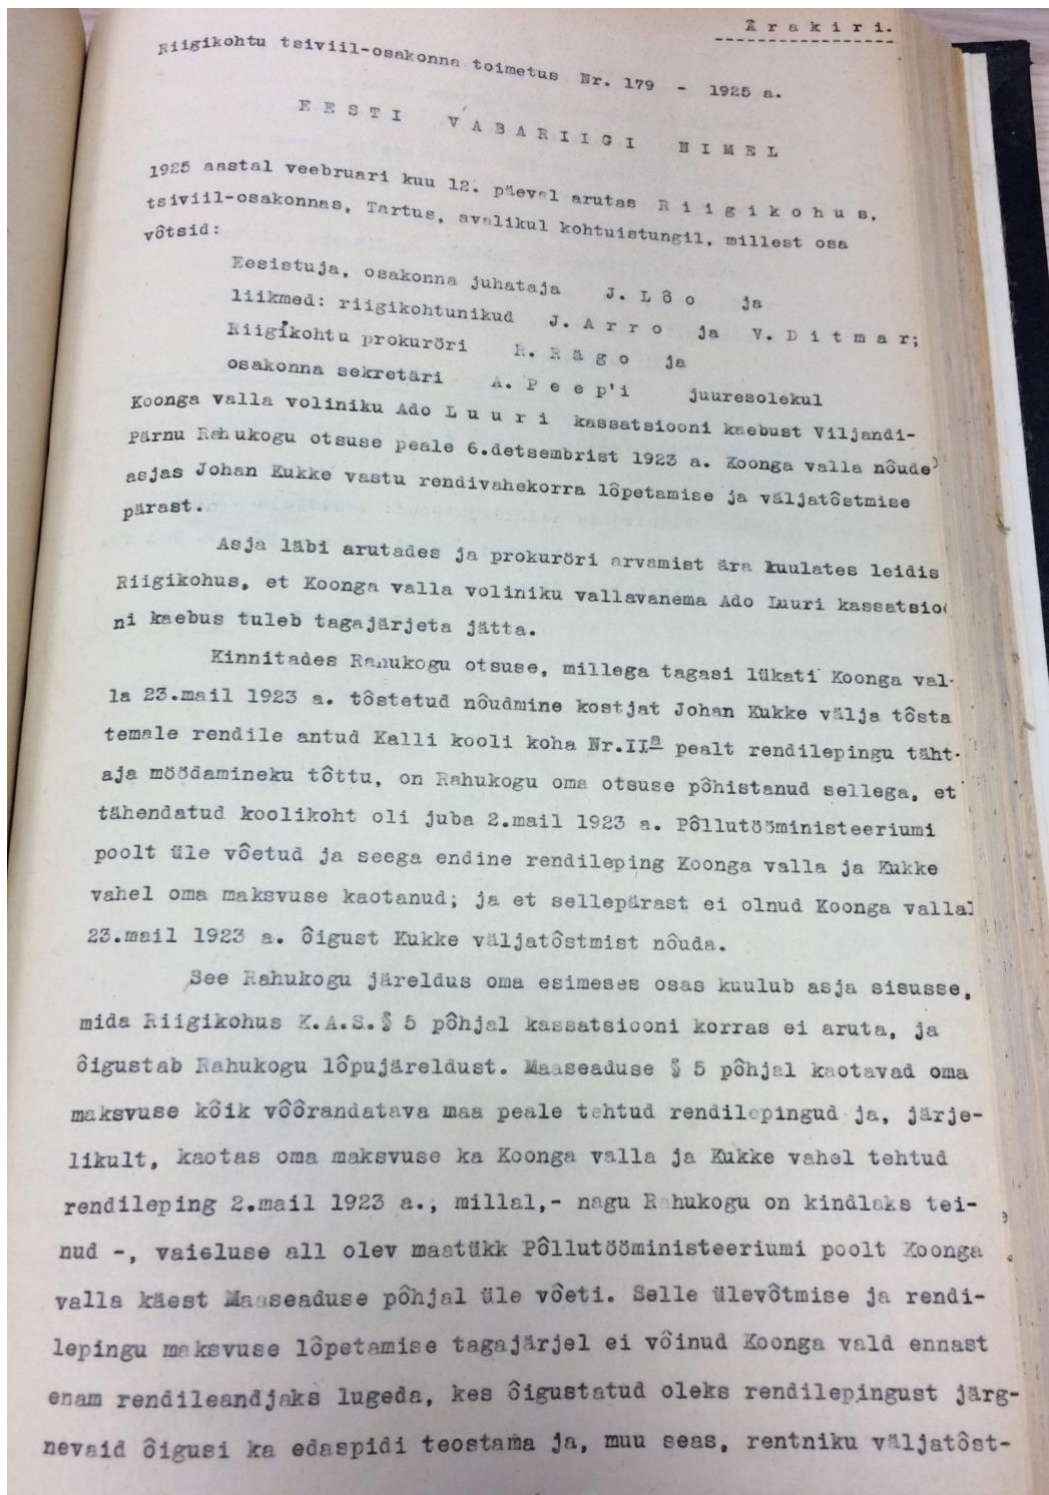 Ärakiri.
Riigikohtu tsiviil-osakonna toimetus Nr. 179 - 1925 a.
EESTI VABARIIGI NIMEL
1925 aastal veebruari kuu 12. päeval arutas Riigikohus,
tsiviil-osakonnas, Tartus, avalikul kohtuistungil, millest osa
võtsid:
Eesistuja, osakonna juhataja J. Lõo ja
liikmed: riigikohtunikud J. Arro ja V. Ditmar;
Riigikohtu prokuröri R. Rägo ja
osakonna sekretäri A. Peep'i juuresolekul
Koonga valla voliniku Ado Luuri kassatsiooni kaebust Viljandi-
Pärnu Rahukogu otsuse peale 6.detsembrist 1923 a. Koonga valla nõude
asjas Johan Kukke vastu rendivahekorra lõpetamise ja väljatõstmise
pärast.
Asja läbi arutades ja prokuröri arvamist ära kuulates leidis
Riigikohus, et Koonga valla voliniku vallavanema Ado Luuri kassatsioo
ni kaebus tuleb tagajärjeta jätta.
Kinnitades Rahukogu otsuse, millega tagasi lükati Koonga val-
la 23.mail 1923 a. tõstetud nõudmine kostjat Johan Kukke välja tõsta
temale rendile antud Kalli kooli koha Nr.IIa pealt rendilepingu täht-
aja möödamineku tõttu, on Rahukogu oma otsuse põhistanud sellega, et
tähendatud koolikoht oli juba 2.mail 1923 a. Põllutööministeeriumi
poolt üle võetud ja seega endine rendileping Koonga valla ja Kukke
vahel oma maksvuse kaotanud; ja et sellepärast ei olnud Koonga vallal
23.mail 1923 a. õigust Kukke väljatõstmist nõuda.
See Rahukogu järeldus oma esimeses osas kuulub asja sisusse,
mida Riigikohus K.A.S.§ 5 põhjal kassatsiooni korras ei aruta, ja
õigustab Rahukogu lõpujäreldust. Maaseaduse § 5 põhjal kaotavad oma
maksvuse kõik võõrandatava maa peale tehtud rendilepingud ja, järje-
likult, kaotas oma maksvuse ka Koonga valla ja Kukke vahel tehtud
rendileping 2.mail 1923 a., millal,- nagu Rahukogu on kindlaks tei-
nud -, vaieluse all olev maatükk Põllutööministeeriumi poolt Koonga
valla käest Maaseaduse põhjal üle võeti. Selle ülevõtmise ja rendi-
lepingu maksvuse lõpetamise tagajärjel ei võinud Koonga vald ennast
enam rendileandjaks lugeda, kes õigustatud oleks rendilepingust järg-
nevaid õigusi ka edaspidi teostama ja, muu seas, rentniku väljatõst-